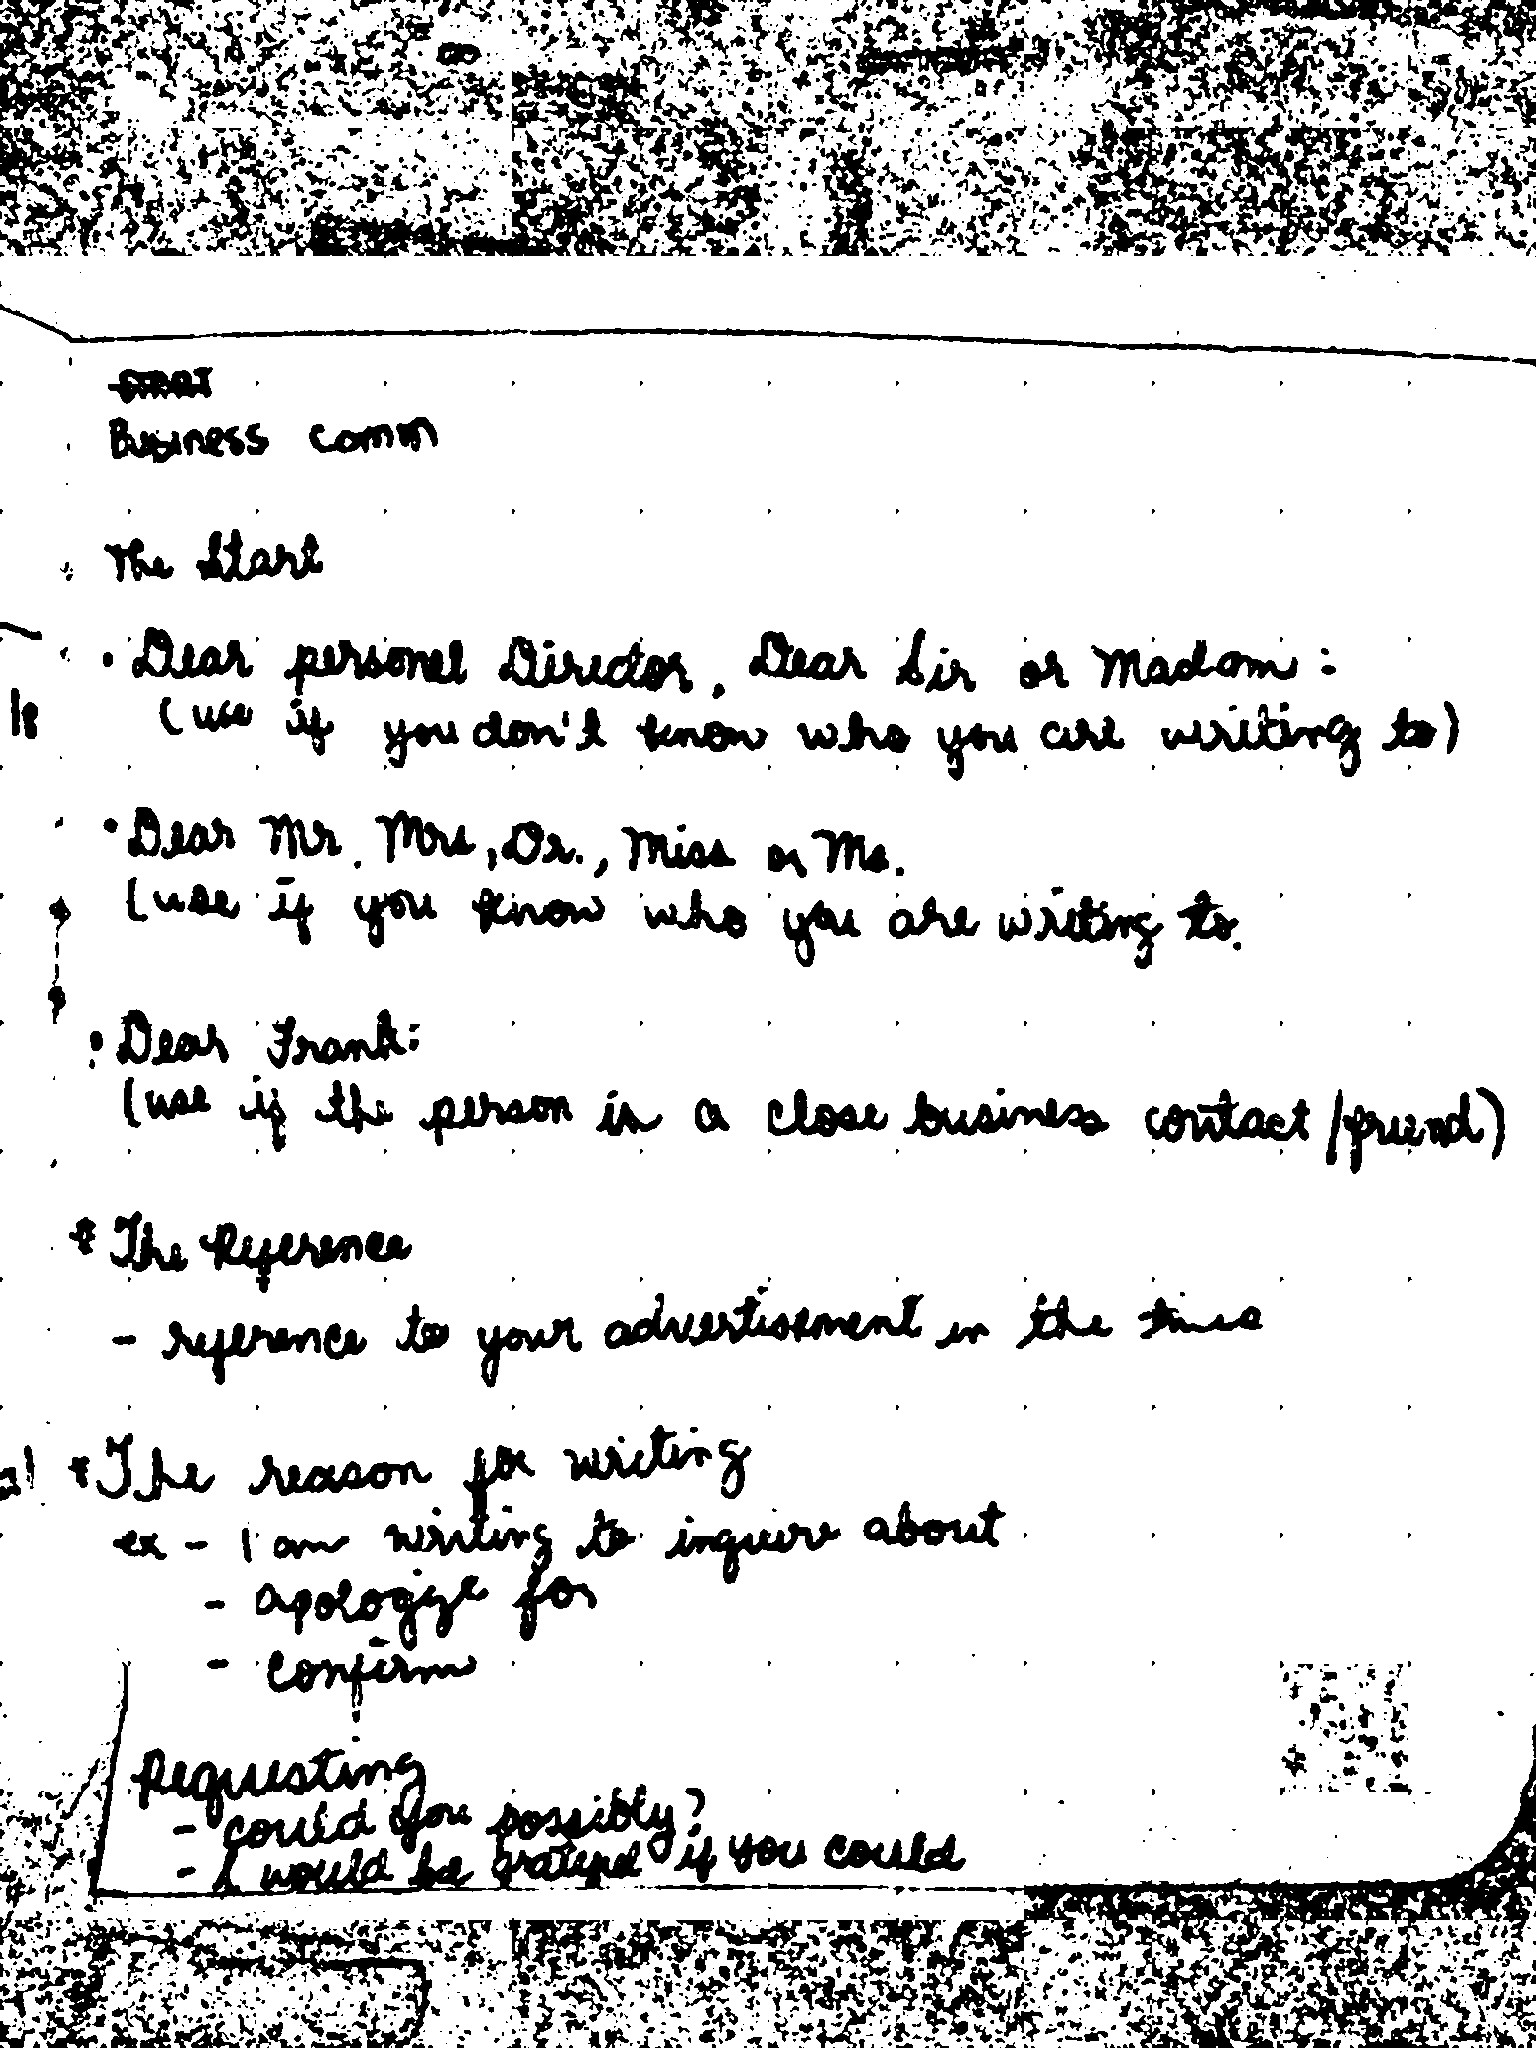 Business comm
The Start
• Dear personel Director, Dear Sir or Madam:
(use if you don't know who you are writing to)
• Dear Mr. Mrs, Dr., Miss or Ms.
(use if you know who you are writing to.
• Dear Frank:
(use if the person is a close business contact/friend)
* The Reference
- reference to your advertisement in the times
* The reason for writing
ex - I am writing to inquire about
- apologize for
- confirm
Requesting
- could you possibly?
- I would be grateful if you could